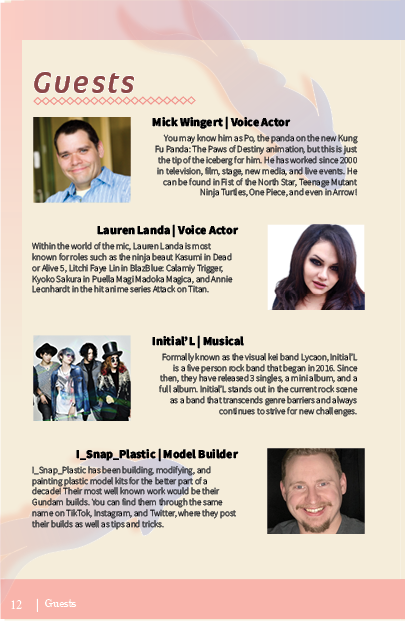 Guests
Mick Wingert | Voice Actor
You may know him as Po, the panda on the new Kung
Fu Panda: The Paws of Destiny animation, but this is just
the tip of the iceberg for him. He has worked since 2000
in television, film, stage, new media, and live events. He
can be found in Fist of the North Star, Teenage Mutant
Ninja Turtles, One Piece, and even in Arrow!
Lauren Landa | Voice Actor
Within the world of the mic, Lauren Landa is most
known for roles such as the ninja beaut Kasumi in Dead
or Alive 5, Litchi Faye Lin in BlazBlue: Calamiy Trigger,
Kyoko Sakura in Puella Magi Madoka Magica, and Annie
Leonhardt in the hit anime series Attack on Titan.
Initial'L | Musical
Formally known as the visual kei band Lycaon, Initial'L
is a five person rock band that began in 2016. Since
then, they have released 3 singles, a mini album, and a
full album. Initial'L stands out in the current rock scene
as a band that transcends genre barriers and always
continues to strive for new challenges.
I_Snap_Plastic | Model Builder
I_Snap_Plastic has been building, modifying, and
painting plastic model kits for the better part of a
decade! Their most well known work would be their
Gundam builds. You can find them through the same
name on TikTok, Instagram, and Twitter, where they post
their builds as well as tips and tricks.
12 | Guests